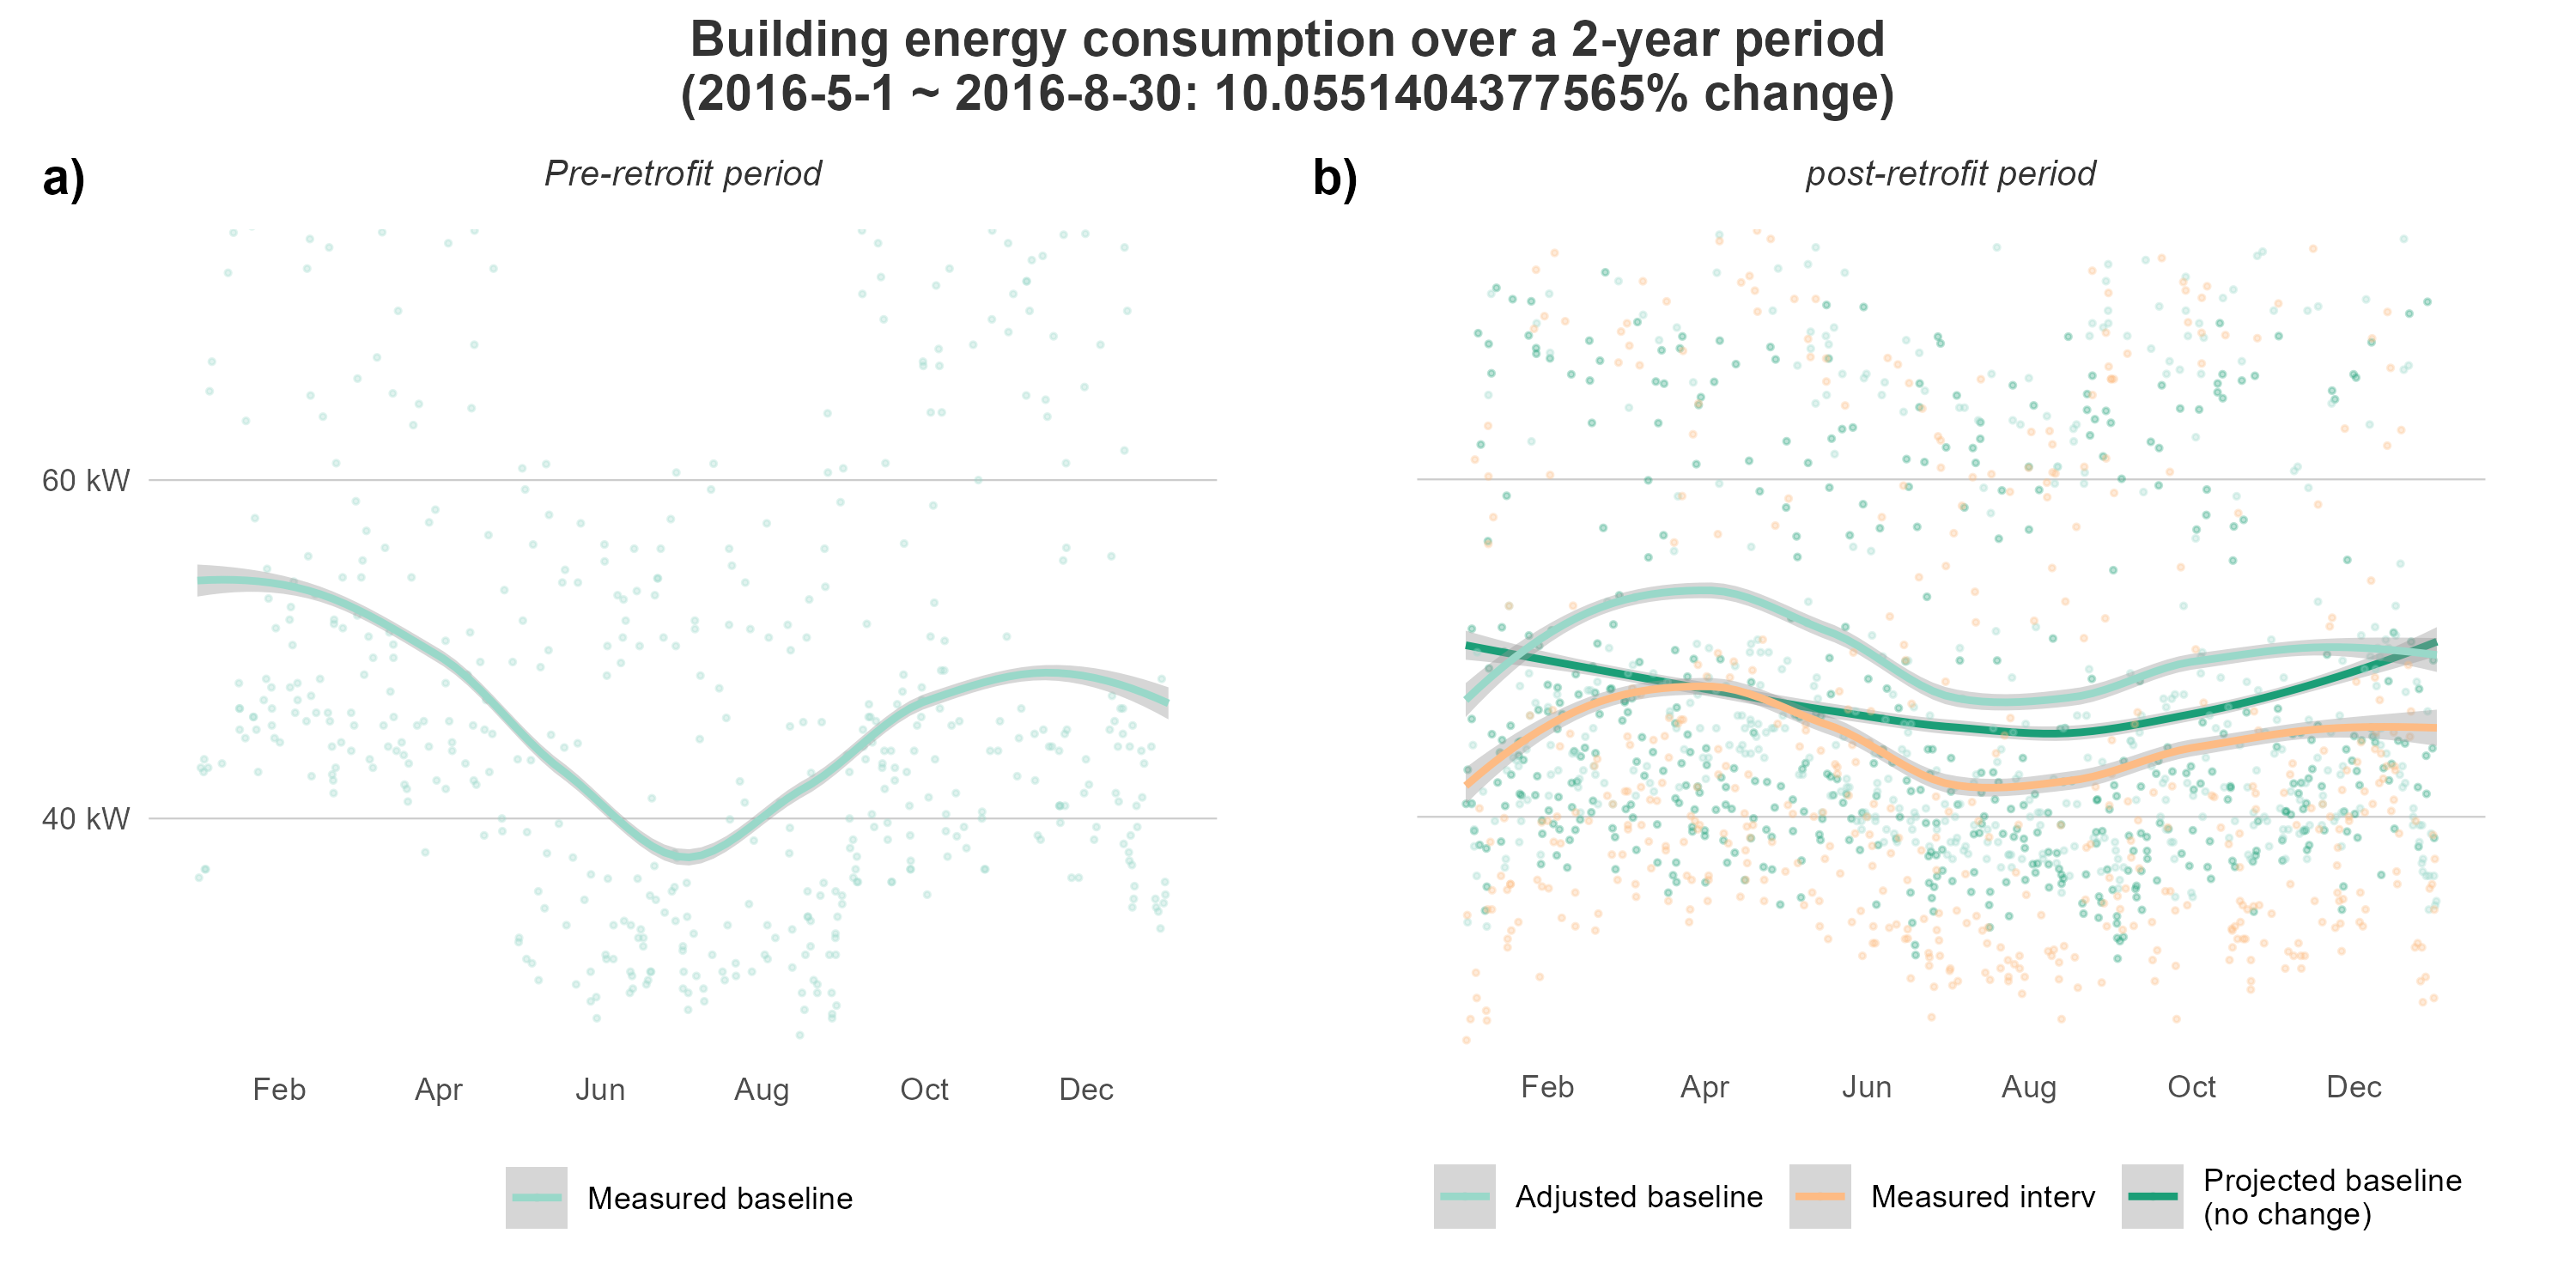 Building energy consumption over a 2-year period
(2016-5-1 ~ 2016-8-30: 10.0551404377565% change)
a)
Pre-retrofit period
60 kW
40 kW
Feb Apr Jun Aug Oct Dec
Measured baseline
b)
post-retrofit period
Feb Apr Jun Aug Oct Dec
Adjusted baseline
Measured interv
Projected baseline
(no change)